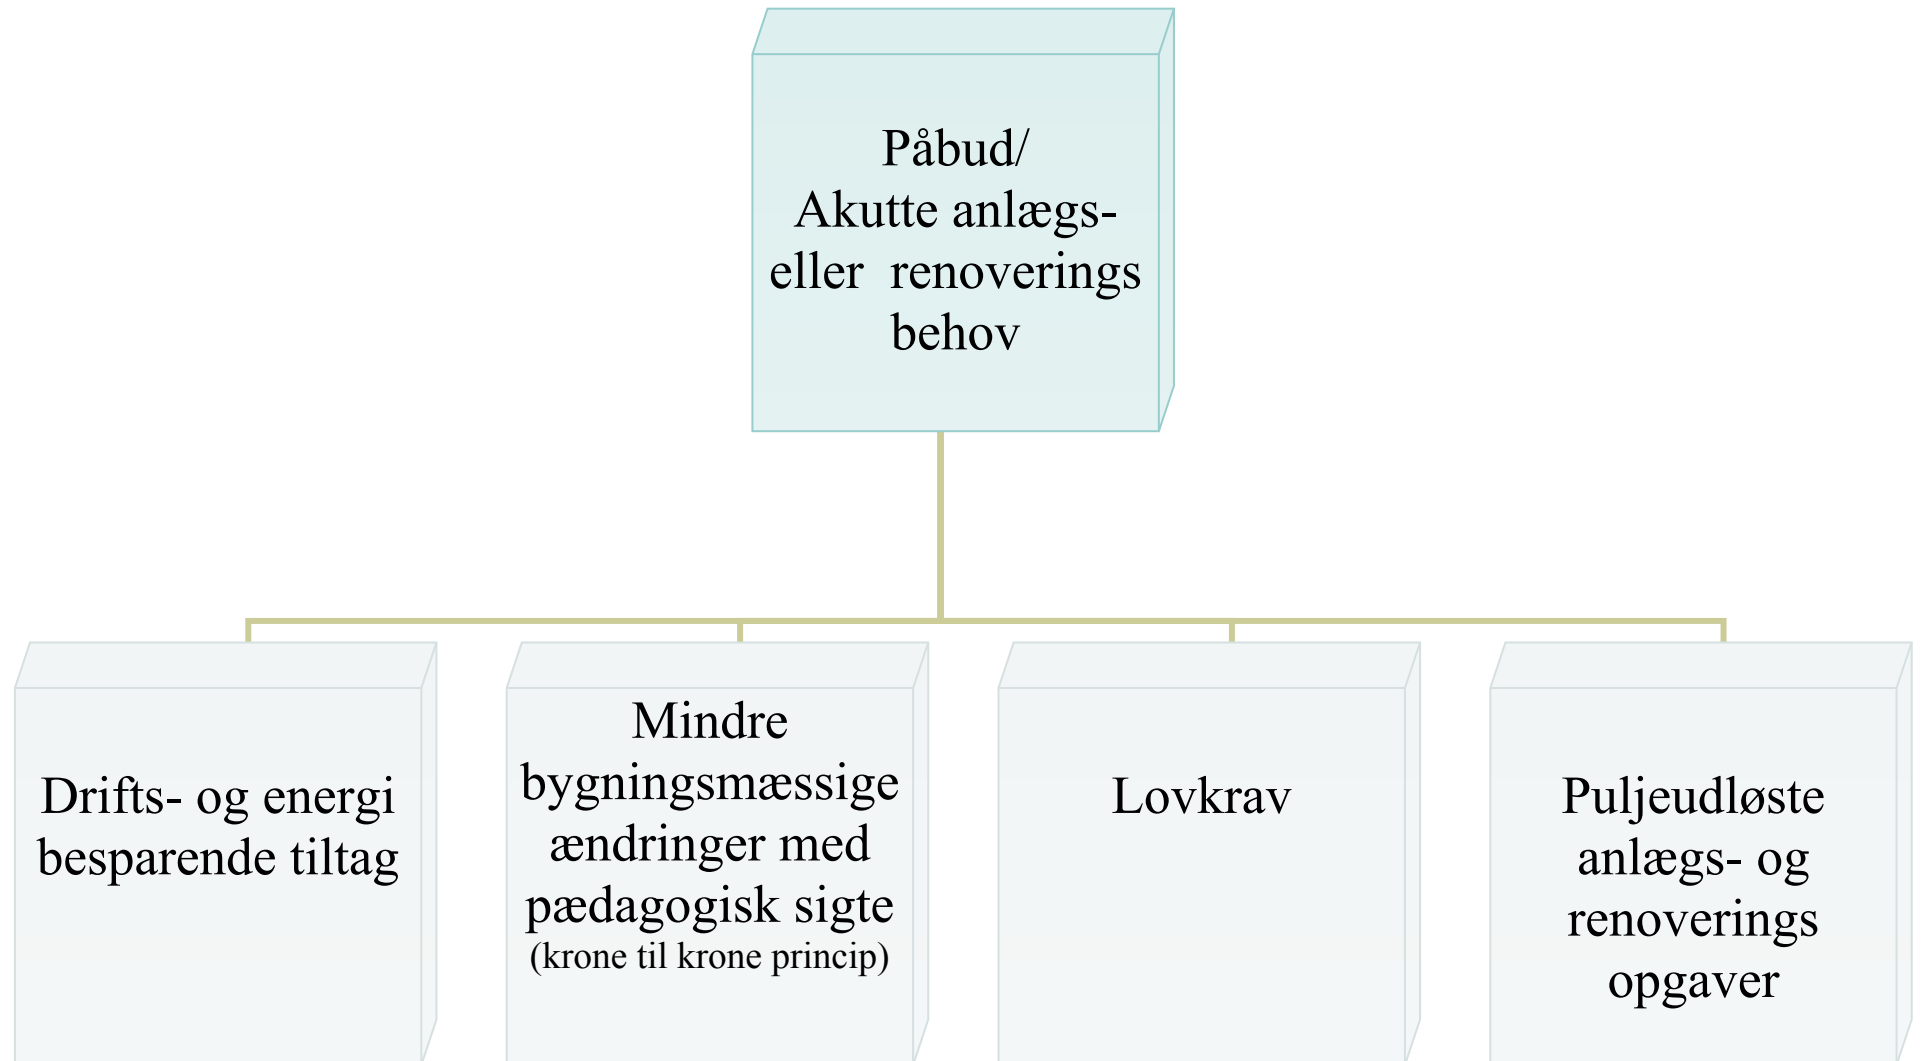 Påbud/
Akutte anlægs-
eller renoverings
behov
Drifts- og energi
besparende tiltag
Mindre
bygningsmæssige
ændringer med
pædagogisk sigte
(krone til krone princip)
Lovkrav
Puljeudløste
anlægs- og
renoverings
opgaver